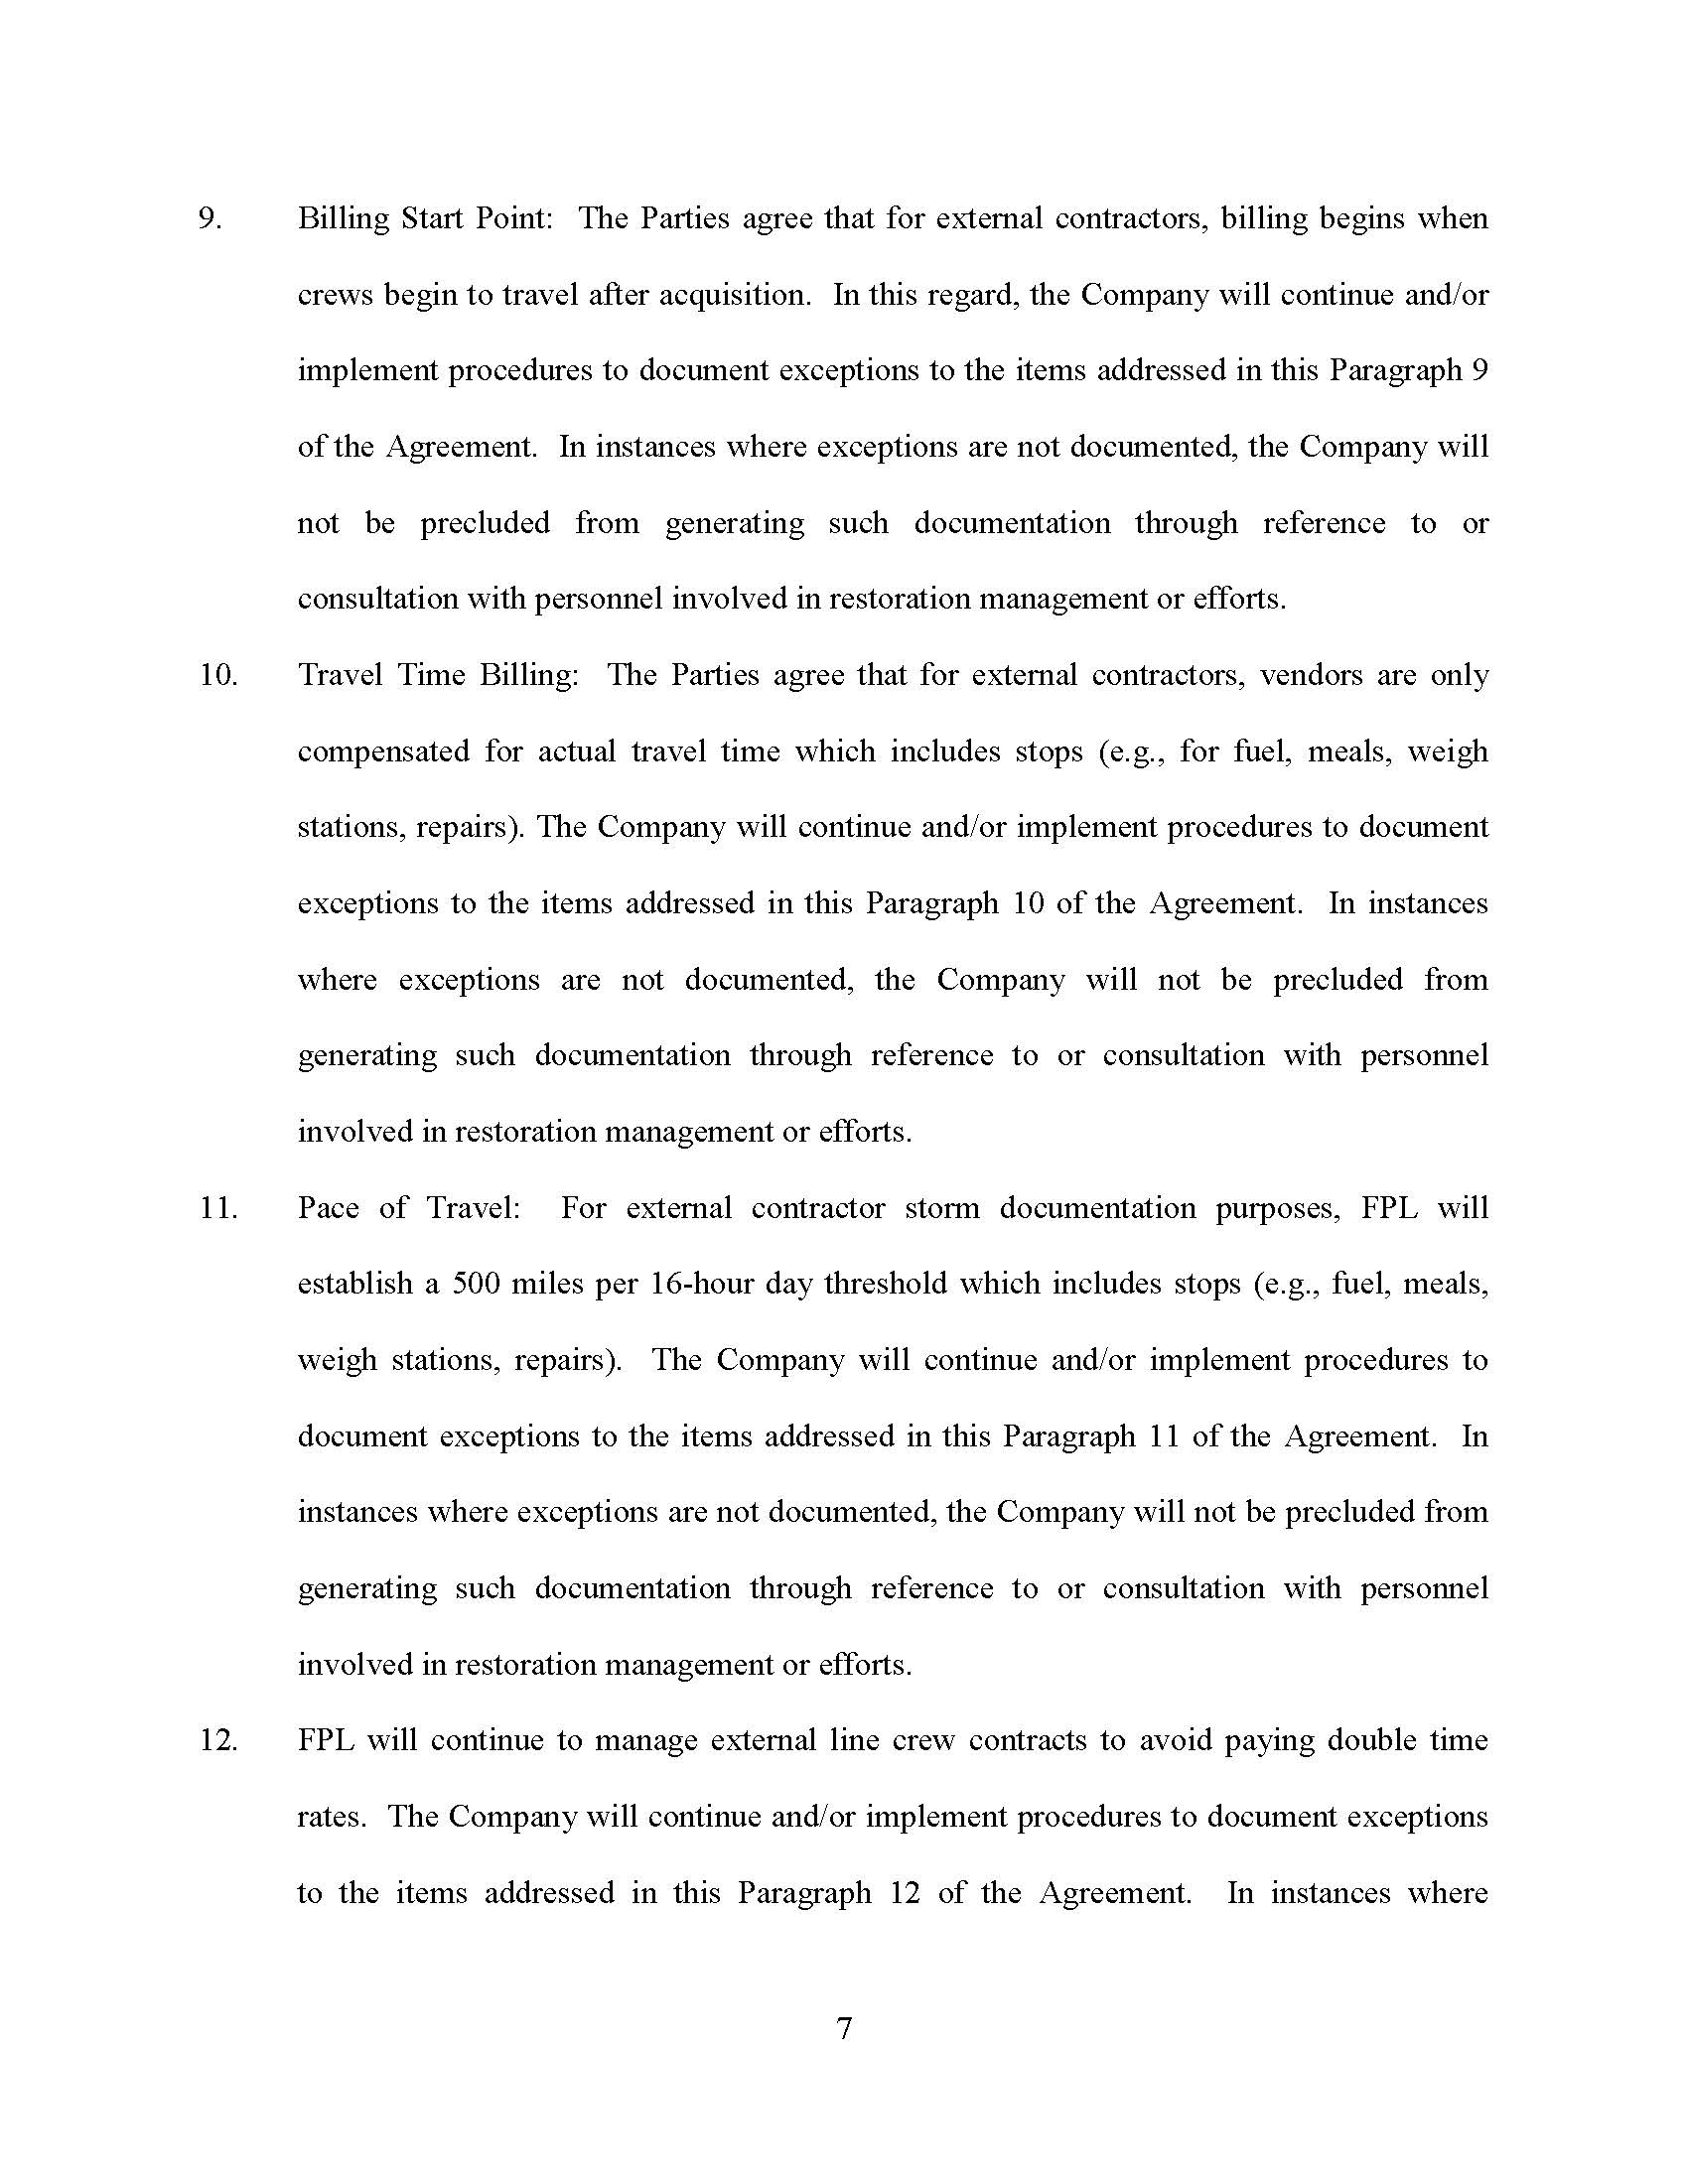 9. Billing Start Point: The Parties agree that for external contractors, billing begins when
crews begin to travel after acquisition. In this regard, the Company will continue and/or
implement procedures to document exceptions to the items addressed in this Paragraph 9
of the Agreement. In instances where exceptions are not documented, the Company will
not be precluded from generating such documentation through reference to or
consultation with personnel involved in restoration management or efforts.
10. Travel Time Billing: The Parties agree that for external contractors, vendors are only
compensated for actual travel time which includes stops (e.g., for fuel, meals, weigh
stations, repairs). The Company will continue and/or implement procedures to document
exceptions to the items addressed in this Paragraph 10 of the Agreement. In instances
where exceptions are not documented, the Company will not be precluded from
generating such documentation through reference to or consultation with personnel
involved in restoration management or efforts.
11. Pace of Travel: For external contractor storm documentation purposes, FPL will
establish a 500 miles per 16-hour day threshold which includes stops (e.g., fuel, meals,
weigh stations, repairs). The Company will continue and/or implement procedures to
document exceptions to the items addressed in this Paragraph 11 of the Agreement. In
instances where exceptions are not documented, the Company will not be precluded from
generating such documentation through reference to or consultation with personnel
involved in restoration management or efforts.
12. FPL will continue to manage external line crew contracts to avoid paying double time
rates. The Company will continue and/or implement procedures to document exceptions
to the items addressed in this Paragraph 12 of the Agreement. In instances where
7